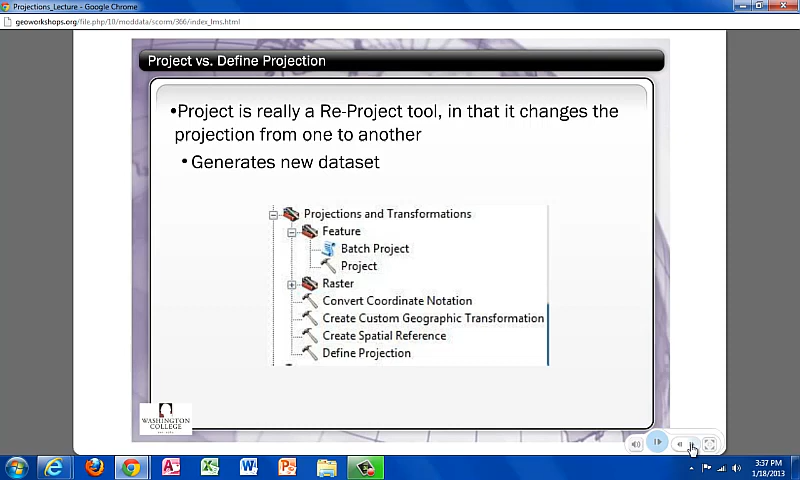 Projections_Lecture - Google Chrome
geoworkshops.org/file.php/10/moddata/scorm/366/index_lms.html
Project vs. Define Projection
•Project is really a Re-Project tool, in that it changes the
projection from one to another
•Generates new dataset
Projections and Transformations
Feature
Batch Project
Project
Raster
Convert Coordinate Notation
Create Custom Geographic Transformation
Create Spatial Reference
Define Projection
WASHINGTON
COLLEGE
3:37 PM
1/18/2013